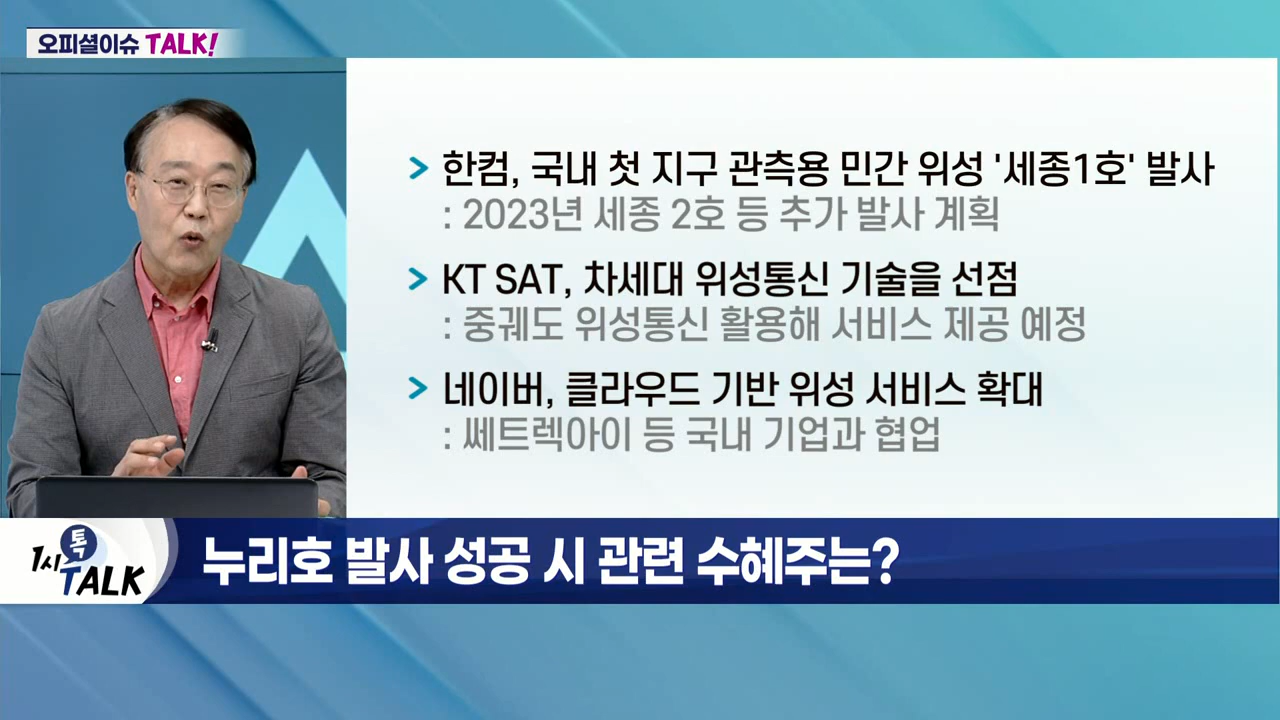 오피셜이슈 TALK!
> 한컴, 국내 첫 지구 관측용 민간 위성 '세종1호' 발사
: 2023년 세종 2호 등 추가 발사 계획
> KT SAT, 차세대 위성통신 기술을 선점
: 중궤도 위성통신 활용해 서비스 제공 예정
> 네이버, 클라우드 기반 위성 서비스 확대
: 쎄트렉아이 등 국내 기업과 협업
1시 톡 TALK
누리호 발사 성공 시 관련 수혜주는?